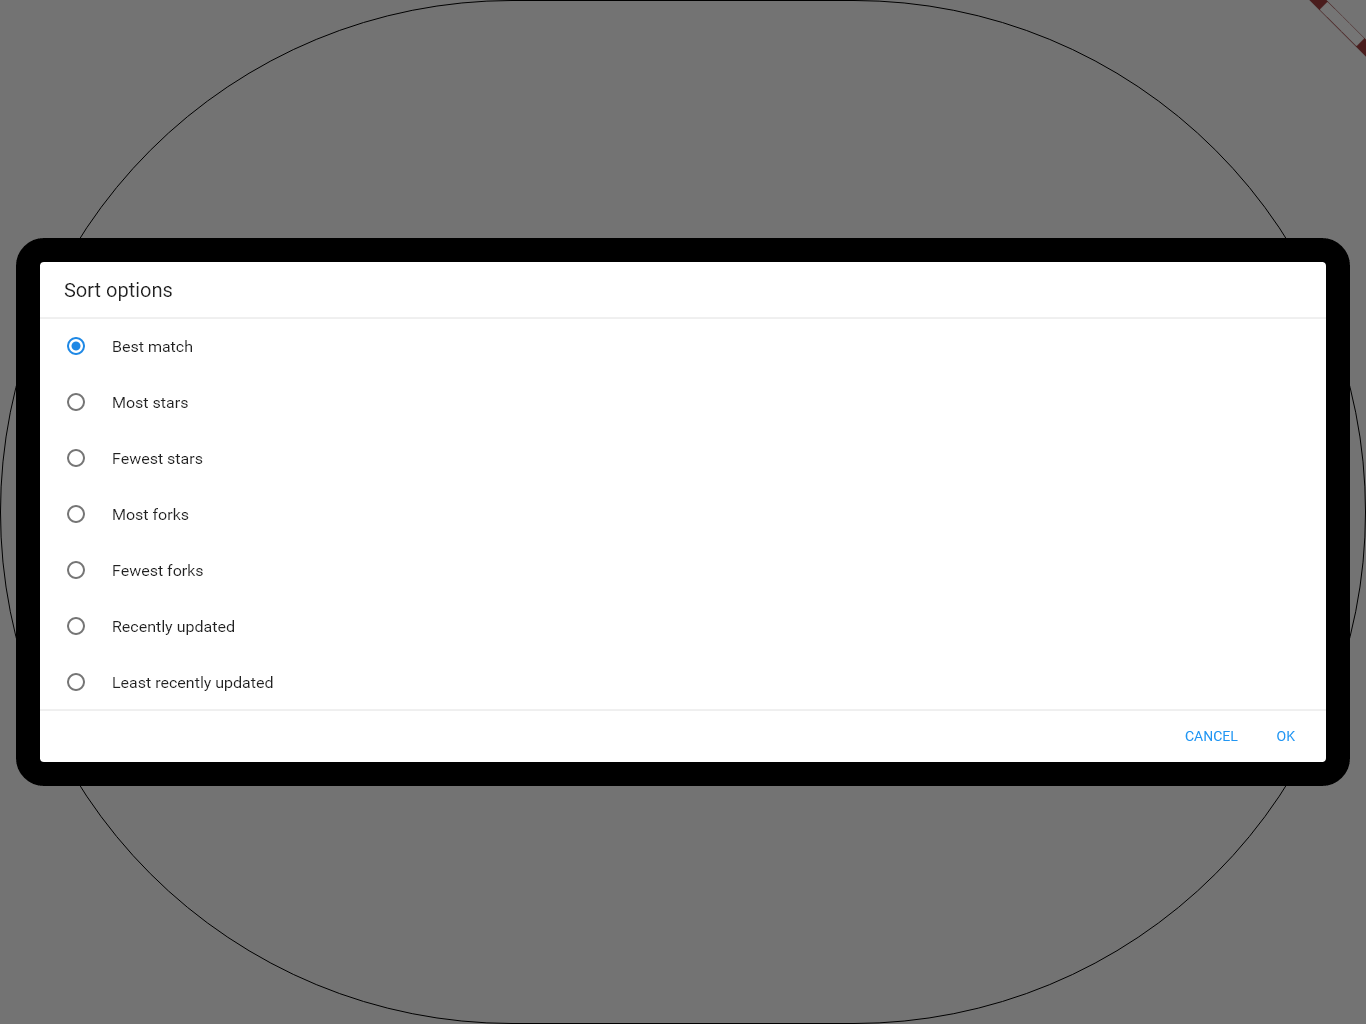 Sort options
Best match
Most stars
Fewest stars
Most forks
Fewest forks
Recently updated
Least recently updated
CANCEL OK